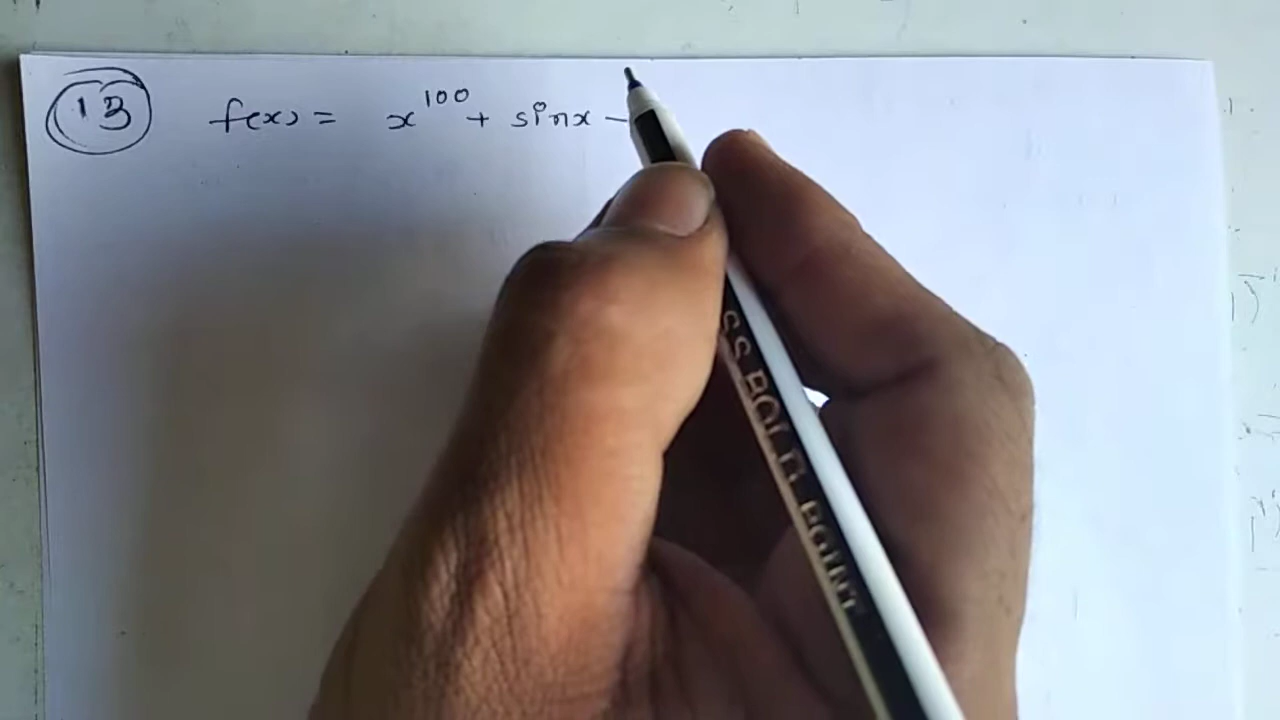 13 f(x) = x¹⁰⁰ + sinx –
SS BOLD POINT